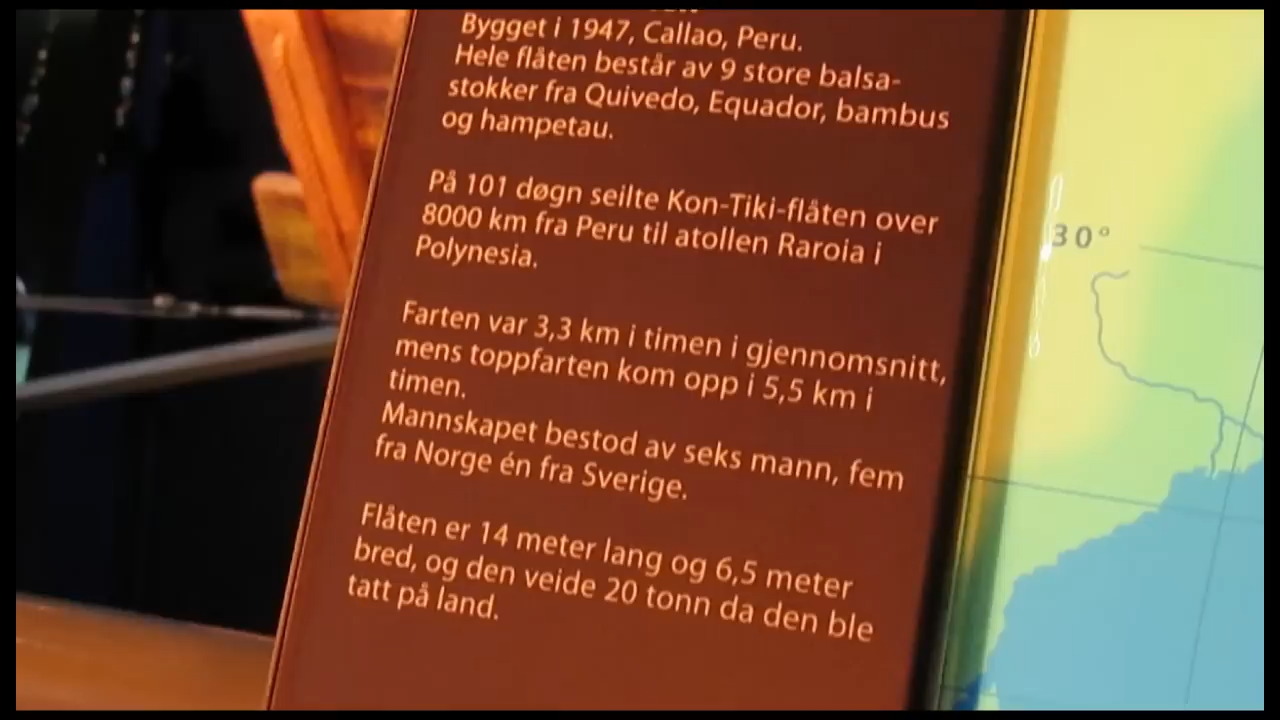 Bygget i 1947, Callao, Peru.
Hele flåten består av 9 store balsa-
stokker fra Quivedo, Equador, bambus
og hampetau.
På 101 døgn seilte Kon-Tiki-flåten over
8000 km fra Peru til atollen Raroia i
Polynesia.
Farten var 3,3 km i timen i gjennomsnitt,
mens toppfarten kom opp i 5,5 km i
timen.
Mannskapet bestod av seks mann, fem
fra Norge én fra Sverige.
Flåten er 14 meter lang og 6,5 meter
bred, og den veide 20 tonn da den ble
tatt på land.
30°